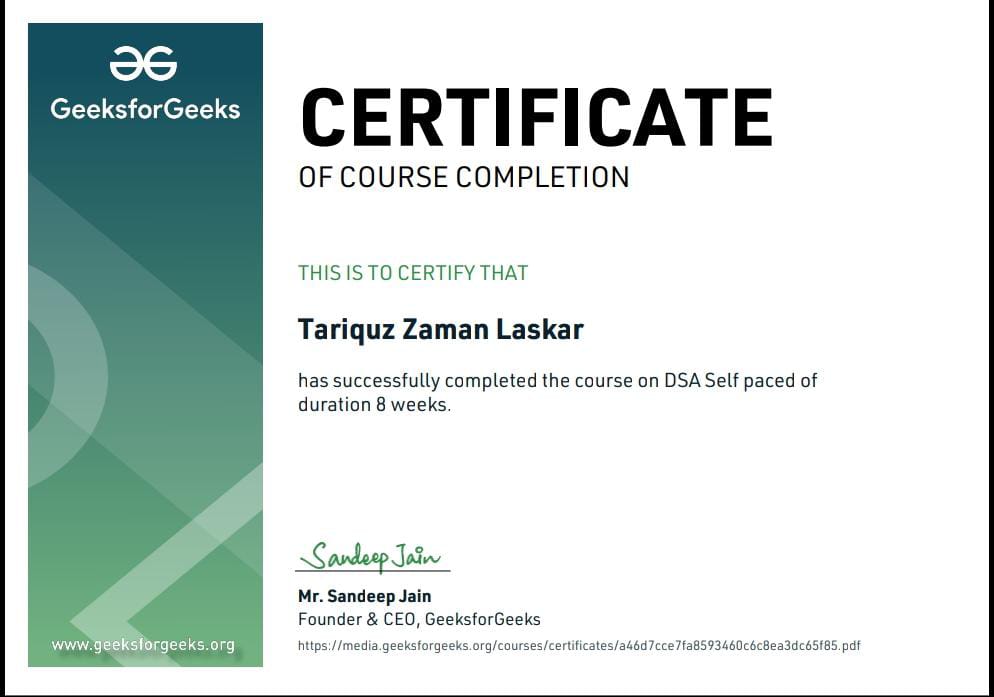 GeeksforGeeks
CERTIFICATE
OF COURSE COMPLETION
THIS IS TO CERTIFY THAT
Tariquz Zaman Laskar
has successfully completed the course on DSA Self paced of
duration 8 weeks.
Sandeep Jain
Mr. Sandeep Jain
Founder & CEO, GeeksforGeeks
https://media.geeksforgeeks.org/courses/certificates/a46d7cce7fa8593460c6c8ea3dc65f85.pdf
www.geeksforgeeks.org